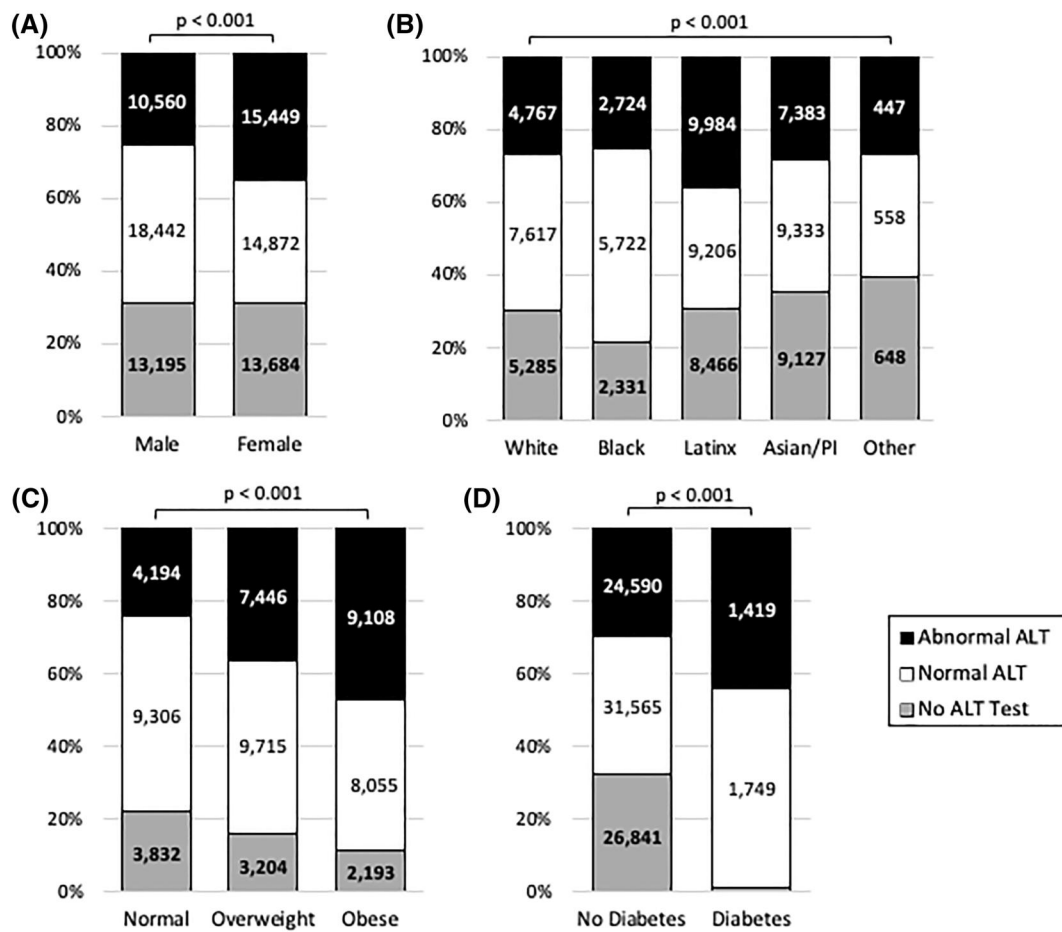 (A)
p < 0.001
100%
80%
60%
40%
20%
0%
10,560
15,449
18,442
14,872
13,195
13,684
Male
Female
(B)
p < 0.001
100%
80%
60%
40%
20%
0%
4,767
2,724
9,984
7,383
447
7,617
5,722
9,206
9,333
558
5,285
2,331
8,466
9,127
648
White
Black
Latinx
Asian/PI
Other
(C)
p < 0.001
100%
80%
60%
40%
20%
0%
4,194
7,446
9,108
9,306
9,715
8,055
3,832
3,204
2,193
Normal
Overweight
Obese
(D)
p < 0.001
100%
80%
60%
40%
20%
0%
24,590
1,419
31,565
1,749
26,841
No Diabetes
Diabetes
Abnormal ALT
Normal ALT
No ALT Test